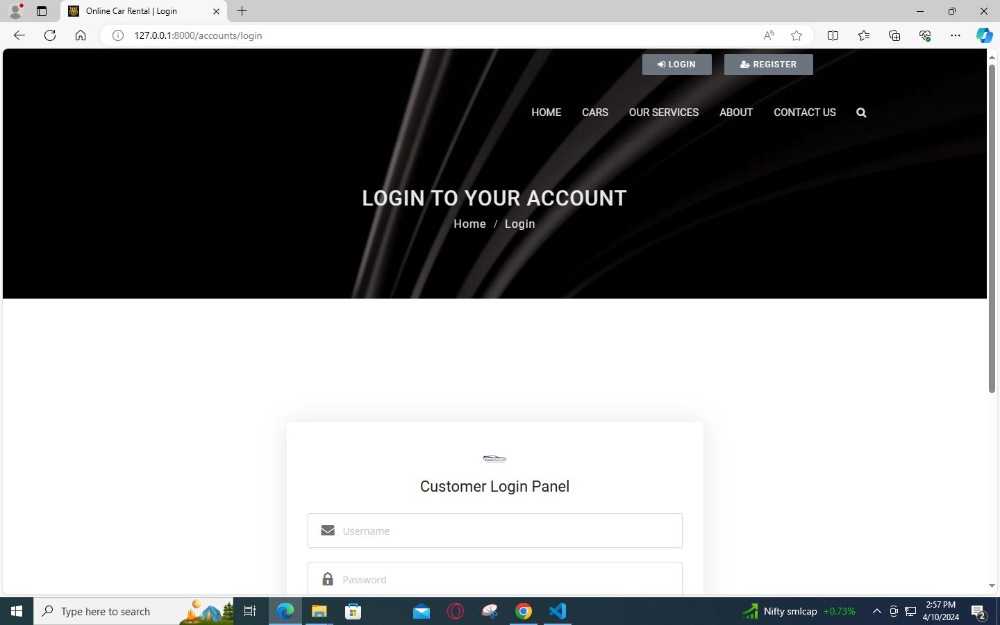 Online Car Rental | Login
127.0.0.1:8000/accounts/login
LOGIN
REGISTER
HOME
CARS
OUR SERVICES
ABOUT
CONTACT US
LOGIN TO YOUR ACCOUNT
Home / Login
Customer Login Panel
Username
Password
Type here to search
Nifty smlcap +0.73%
2:57 PM
4/10/2024
2